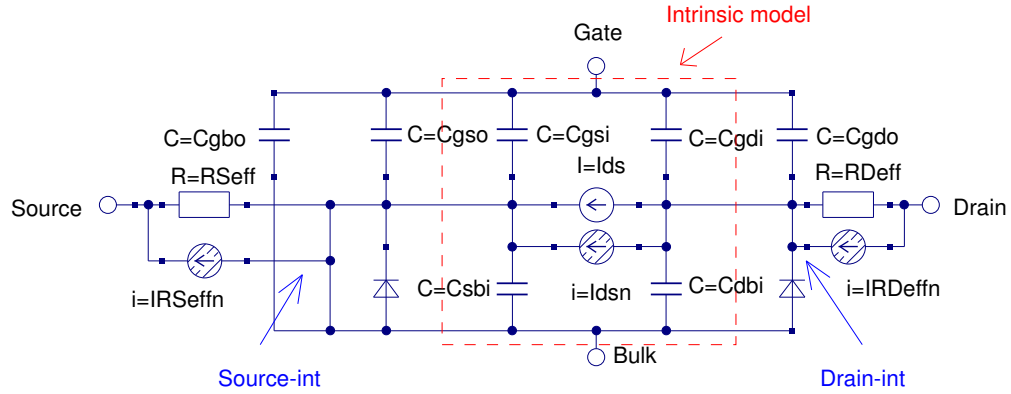 Intrinsic model
Gate
C=Cgbo
C=Cgso
C=Cgsi
C=Cgdi
C=Cgdo
R=RSeff
I=Ids
R=RDeff
Source
Drain
i=IRSeffn
C=Csbi
i=Idsn
C=Cdbi
i=IRDeffn
Bulk
Source-int
Drain-int